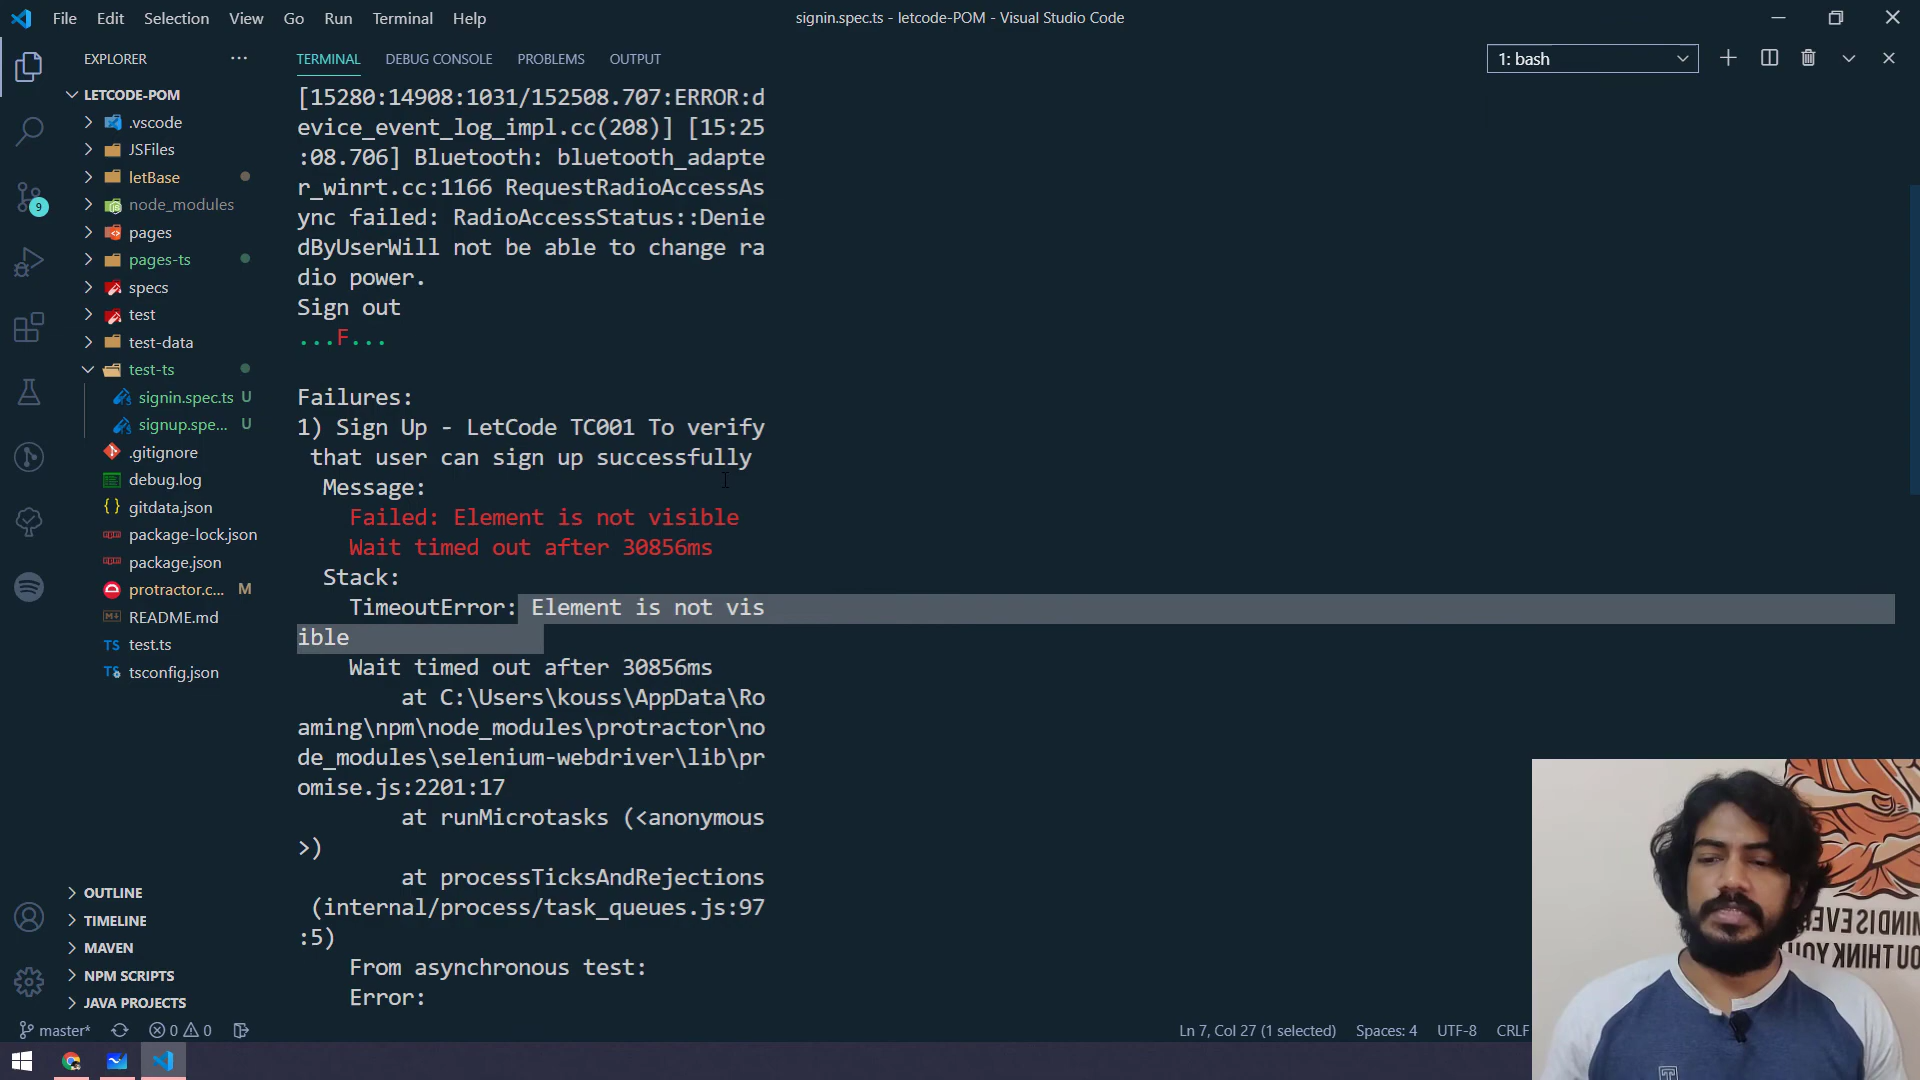 File Edit Selection View Go Run Terminal Help
signin.spec.ts - letcode-POM - Visual Studio Code
EXPLORER
TERMINAL DEBUG CONSOLE PROBLEMS OUTPUT
1: bash
LETCODE-POM
.vscode
JSFiles
letBase
node_modules
pages
pages-ts
specs
test
test-data
test-ts
signin.spec.ts U
signup.spe... U
.gitignore
debug.log
gitdata.json
package-lock.json
package.json
protractor.c... M
README.md
test.ts
tsconfig.json
OUTLINE
TIMELINE
MAVEN
NPM SCRIPTS
JAVA PROJECTS
9
[15280:14908:1031/152508.707:ERROR:d
evice_event_log_impl.cc(208)] [15:25
:08.706] Bluetooth: bluetooth_adapte
r_winrt.cc:1166 RequestRadioAccessAs
ync failed: RadioAccessStatus::Denie
dByUserWill not be able to change ra
dio power.
Sign out
...F...
Failures:
1) Sign Up - LetCode TC001 To verify
that user can sign up successfully
Message:
Failed: Element is not visible
Wait timed out after 30856ms
Stack:
TimeoutError: Element is not vis
ible
Wait timed out after 30856ms
at C:\Users\kouss\AppData\Ro
aming\npm\node_modules\protractor\no
de_modules\selenium-webdriver\lib\pr
omise.js:2201:17
at runMicrotasks (<anonymous
>)
at processTicksAndRejections
(internal/process/task_queues.js:97
:5)
From asynchronous test:
Error:
master* 0 0
Ln 7, Col 27 (1 selected) Spaces: 4 UTF-8 CRLF